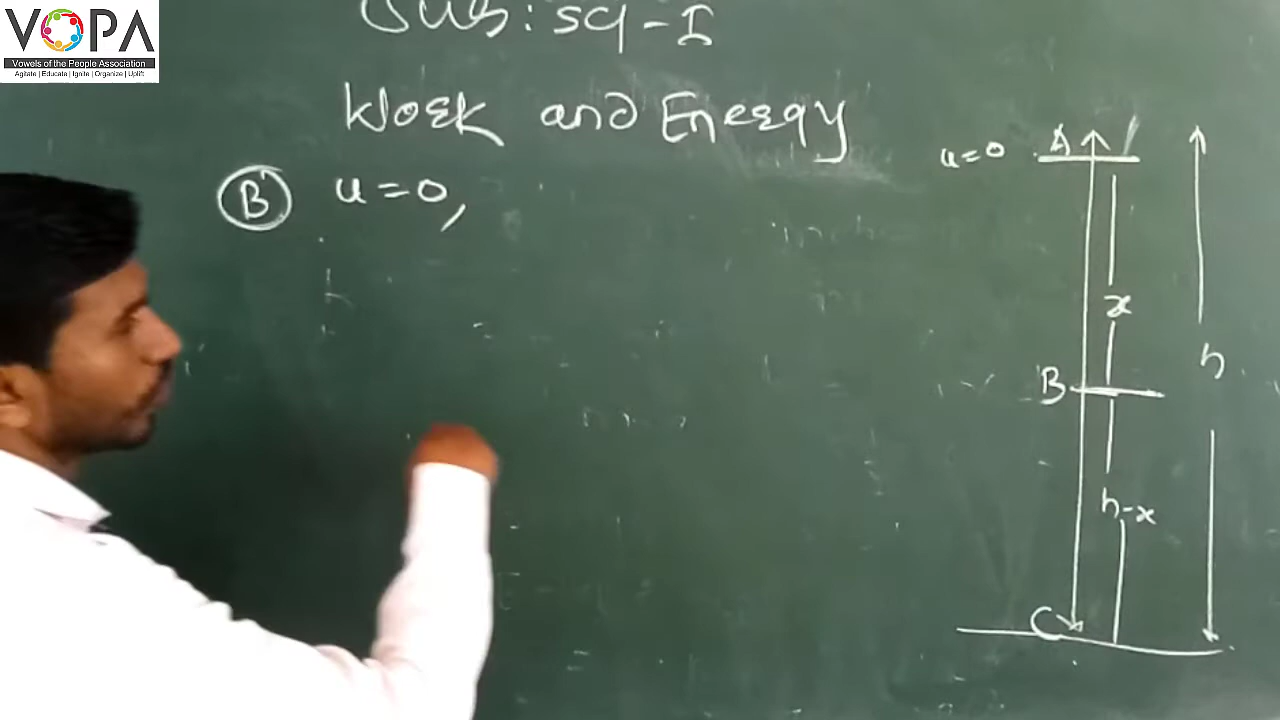 VOPA
Vowels of the People Association
Agitate | Educate | Ignite | Organize | Uplift
Sub: SCI-I
Work and Energy
B u = 0,
u = 0 A
x
h
B
h-x
C